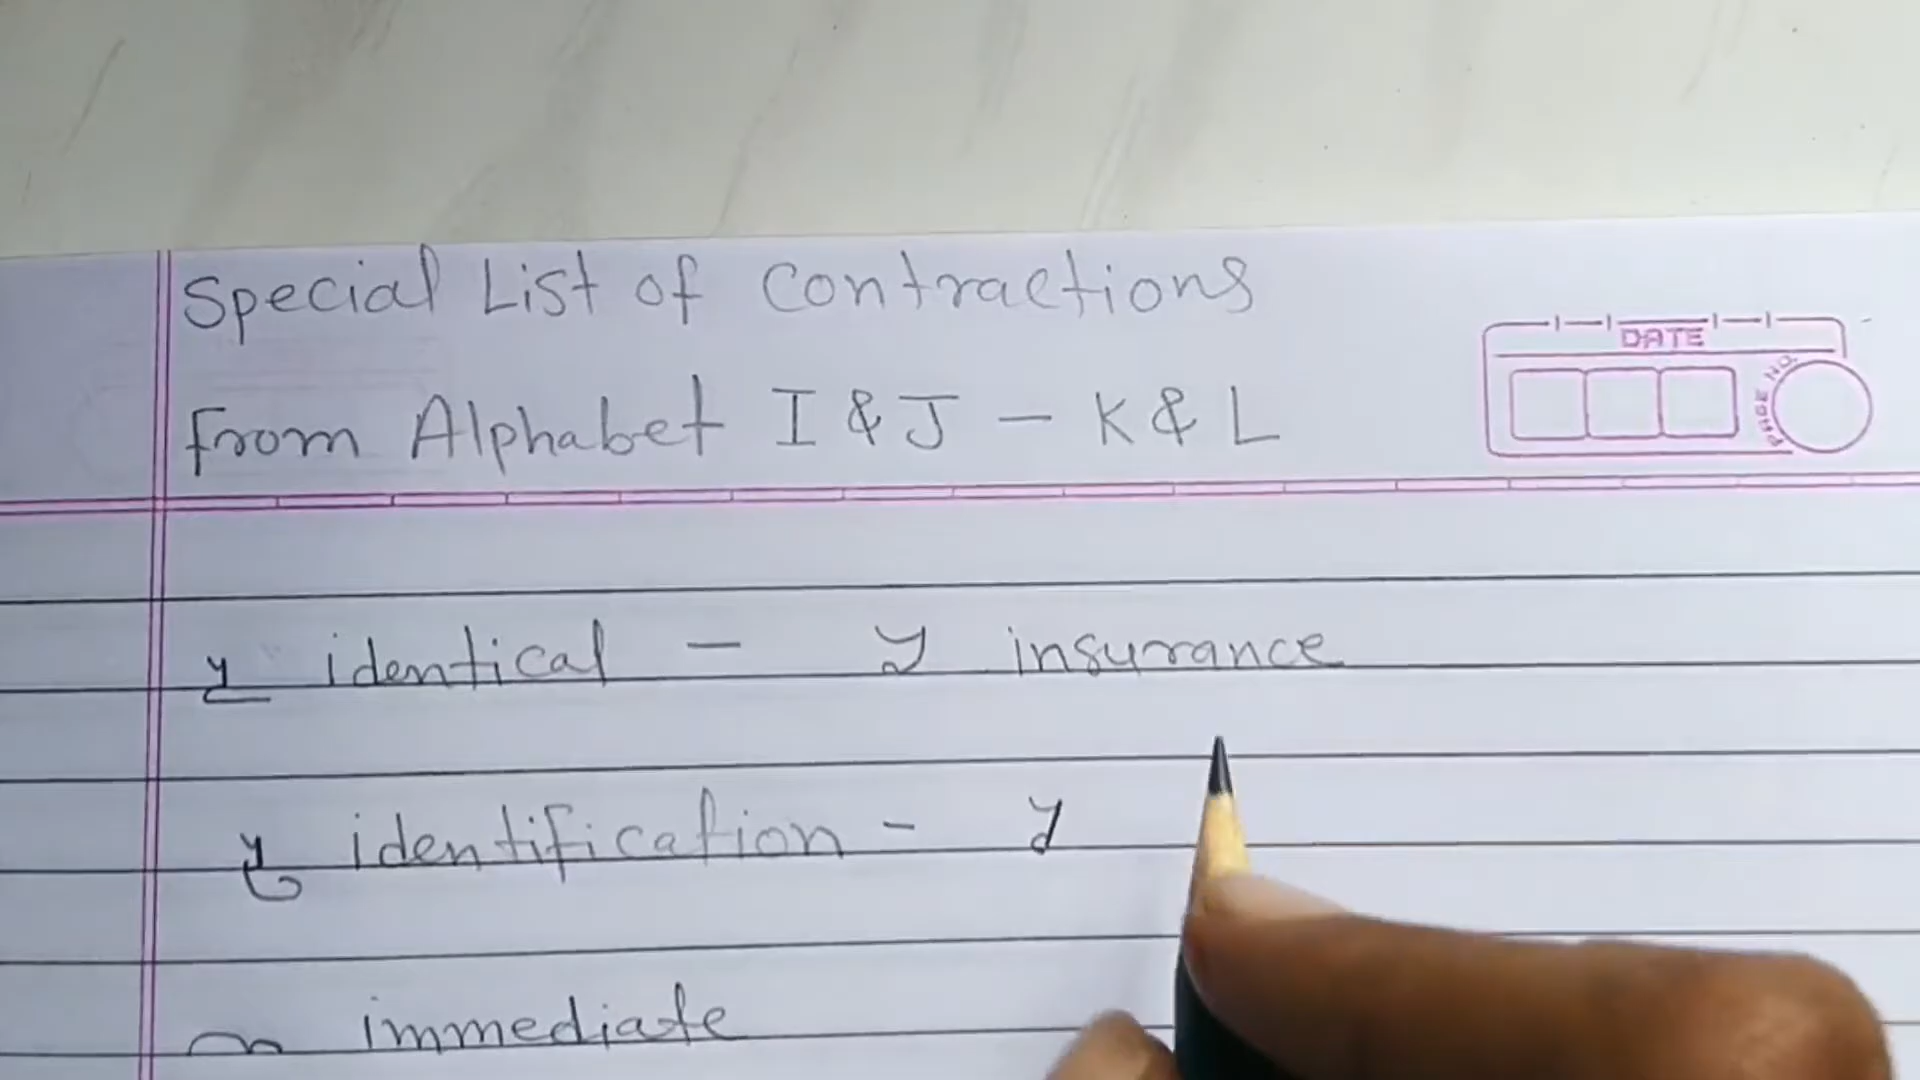 Special List of Contractions
From Alphabet I & J - K & L
DATE
PAGE NO.
identical - insurance
identification -
immediate